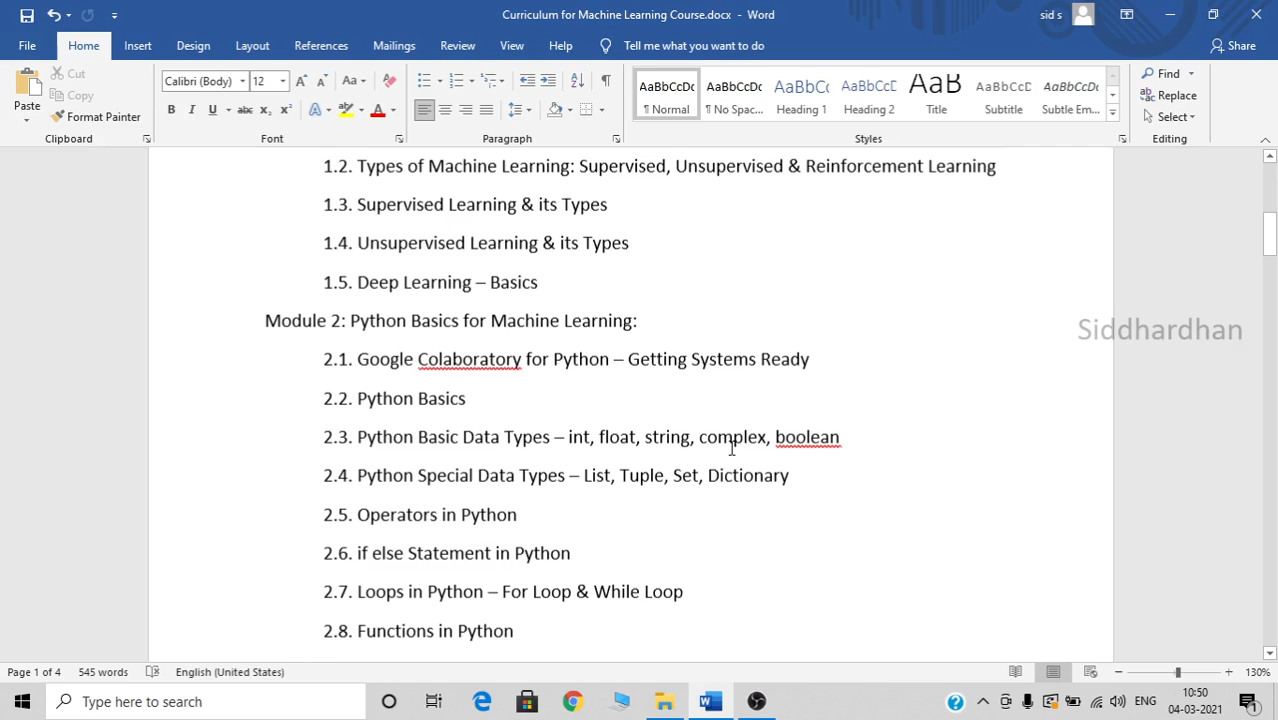 Curriculum for Machine Learning Course.docx - Word
sid s
File Home Insert Design Layout References Mailings Review View Help Tell me what you want to do Share
Paste
Cut
Copy
Format Painter
Clipboard
Calibri (Body) 12
Font
Paragraph
AaBbCcDc AaBbCcDc AaBbC AaBbCcD AaB AaBbCcD AaBbCcDc
¶ Normal ¶ No Spac... Heading 1 Heading 2 Title Subtitle Subtle Em...
Styles
Find
Replace
Select
Editing
1.2. Types of Machine Learning: Supervised, Unsupervised & Reinforcement Learning
1.3. Supervised Learning & its Types
1.4. Unsupervised Learning & its Types
1.5. Deep Learning – Basics
Module 2: Python Basics for Machine Learning:
Siddhardhan
2.1. Google Colaboratory for Python – Getting Systems Ready
2.2. Python Basics
2.3. Python Basic Data Types – int, float, string, complex, boolean
2.4. Python Special Data Types – List, Tuple, Set, Dictionary
2.5. Operators in Python
2.6. if else Statement in Python
2.7. Loops in Python – For Loop & While Loop
2.8. Functions in Python
Page 1 of 4 545 words English (United States) 130%
Type here to search
ENG
10:50
04-03-2021